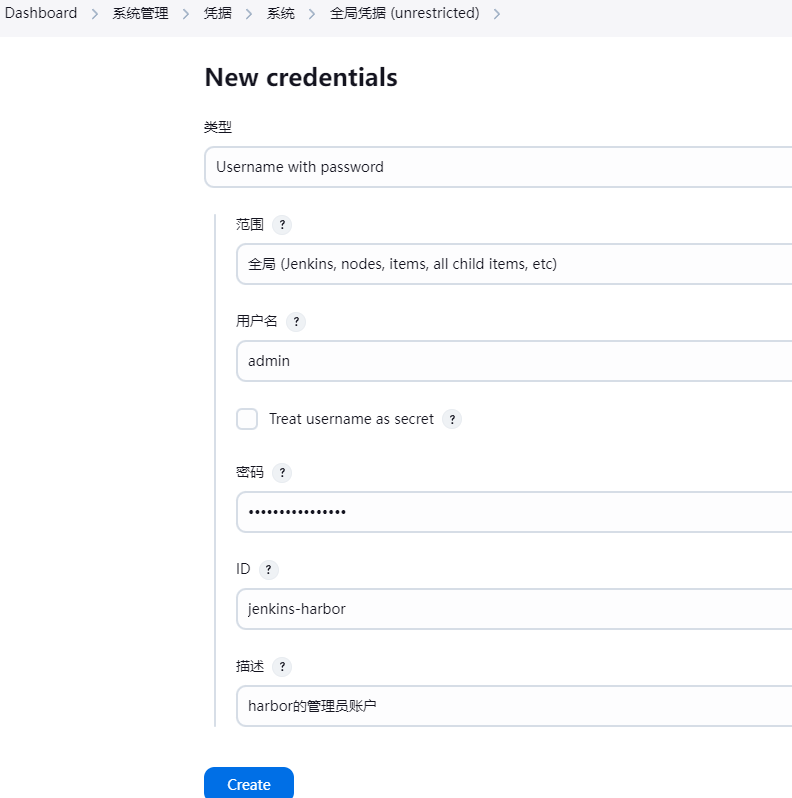 Dashboard > 系统管理 > 凭据 > 系统 > 全局凭据 (unrestricted) >
New credentials
类型
Username with password
范围 ?
全局 (Jenkins, nodes, items, all child items, etc)
用户名 ?
admin
Treat username as secret ?
密码 ?
••••••••••••••••
ID ?
jenkins-harbor
描述 ?
harbor的管理员账户
Create